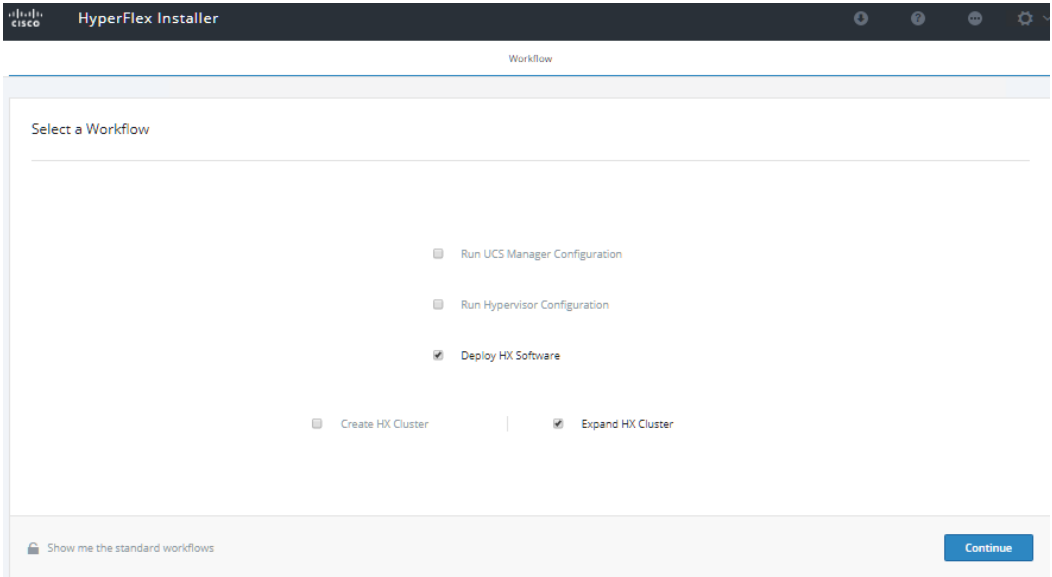 CISCO
HyperFlex Installer
Workflow
Select a Workflow
Run UCS Manager Configuration
Run Hypervisor Configuration
Deploy HX Software
Create HX Cluster
Expand HX Cluster
Show me the standard workflows
Continue